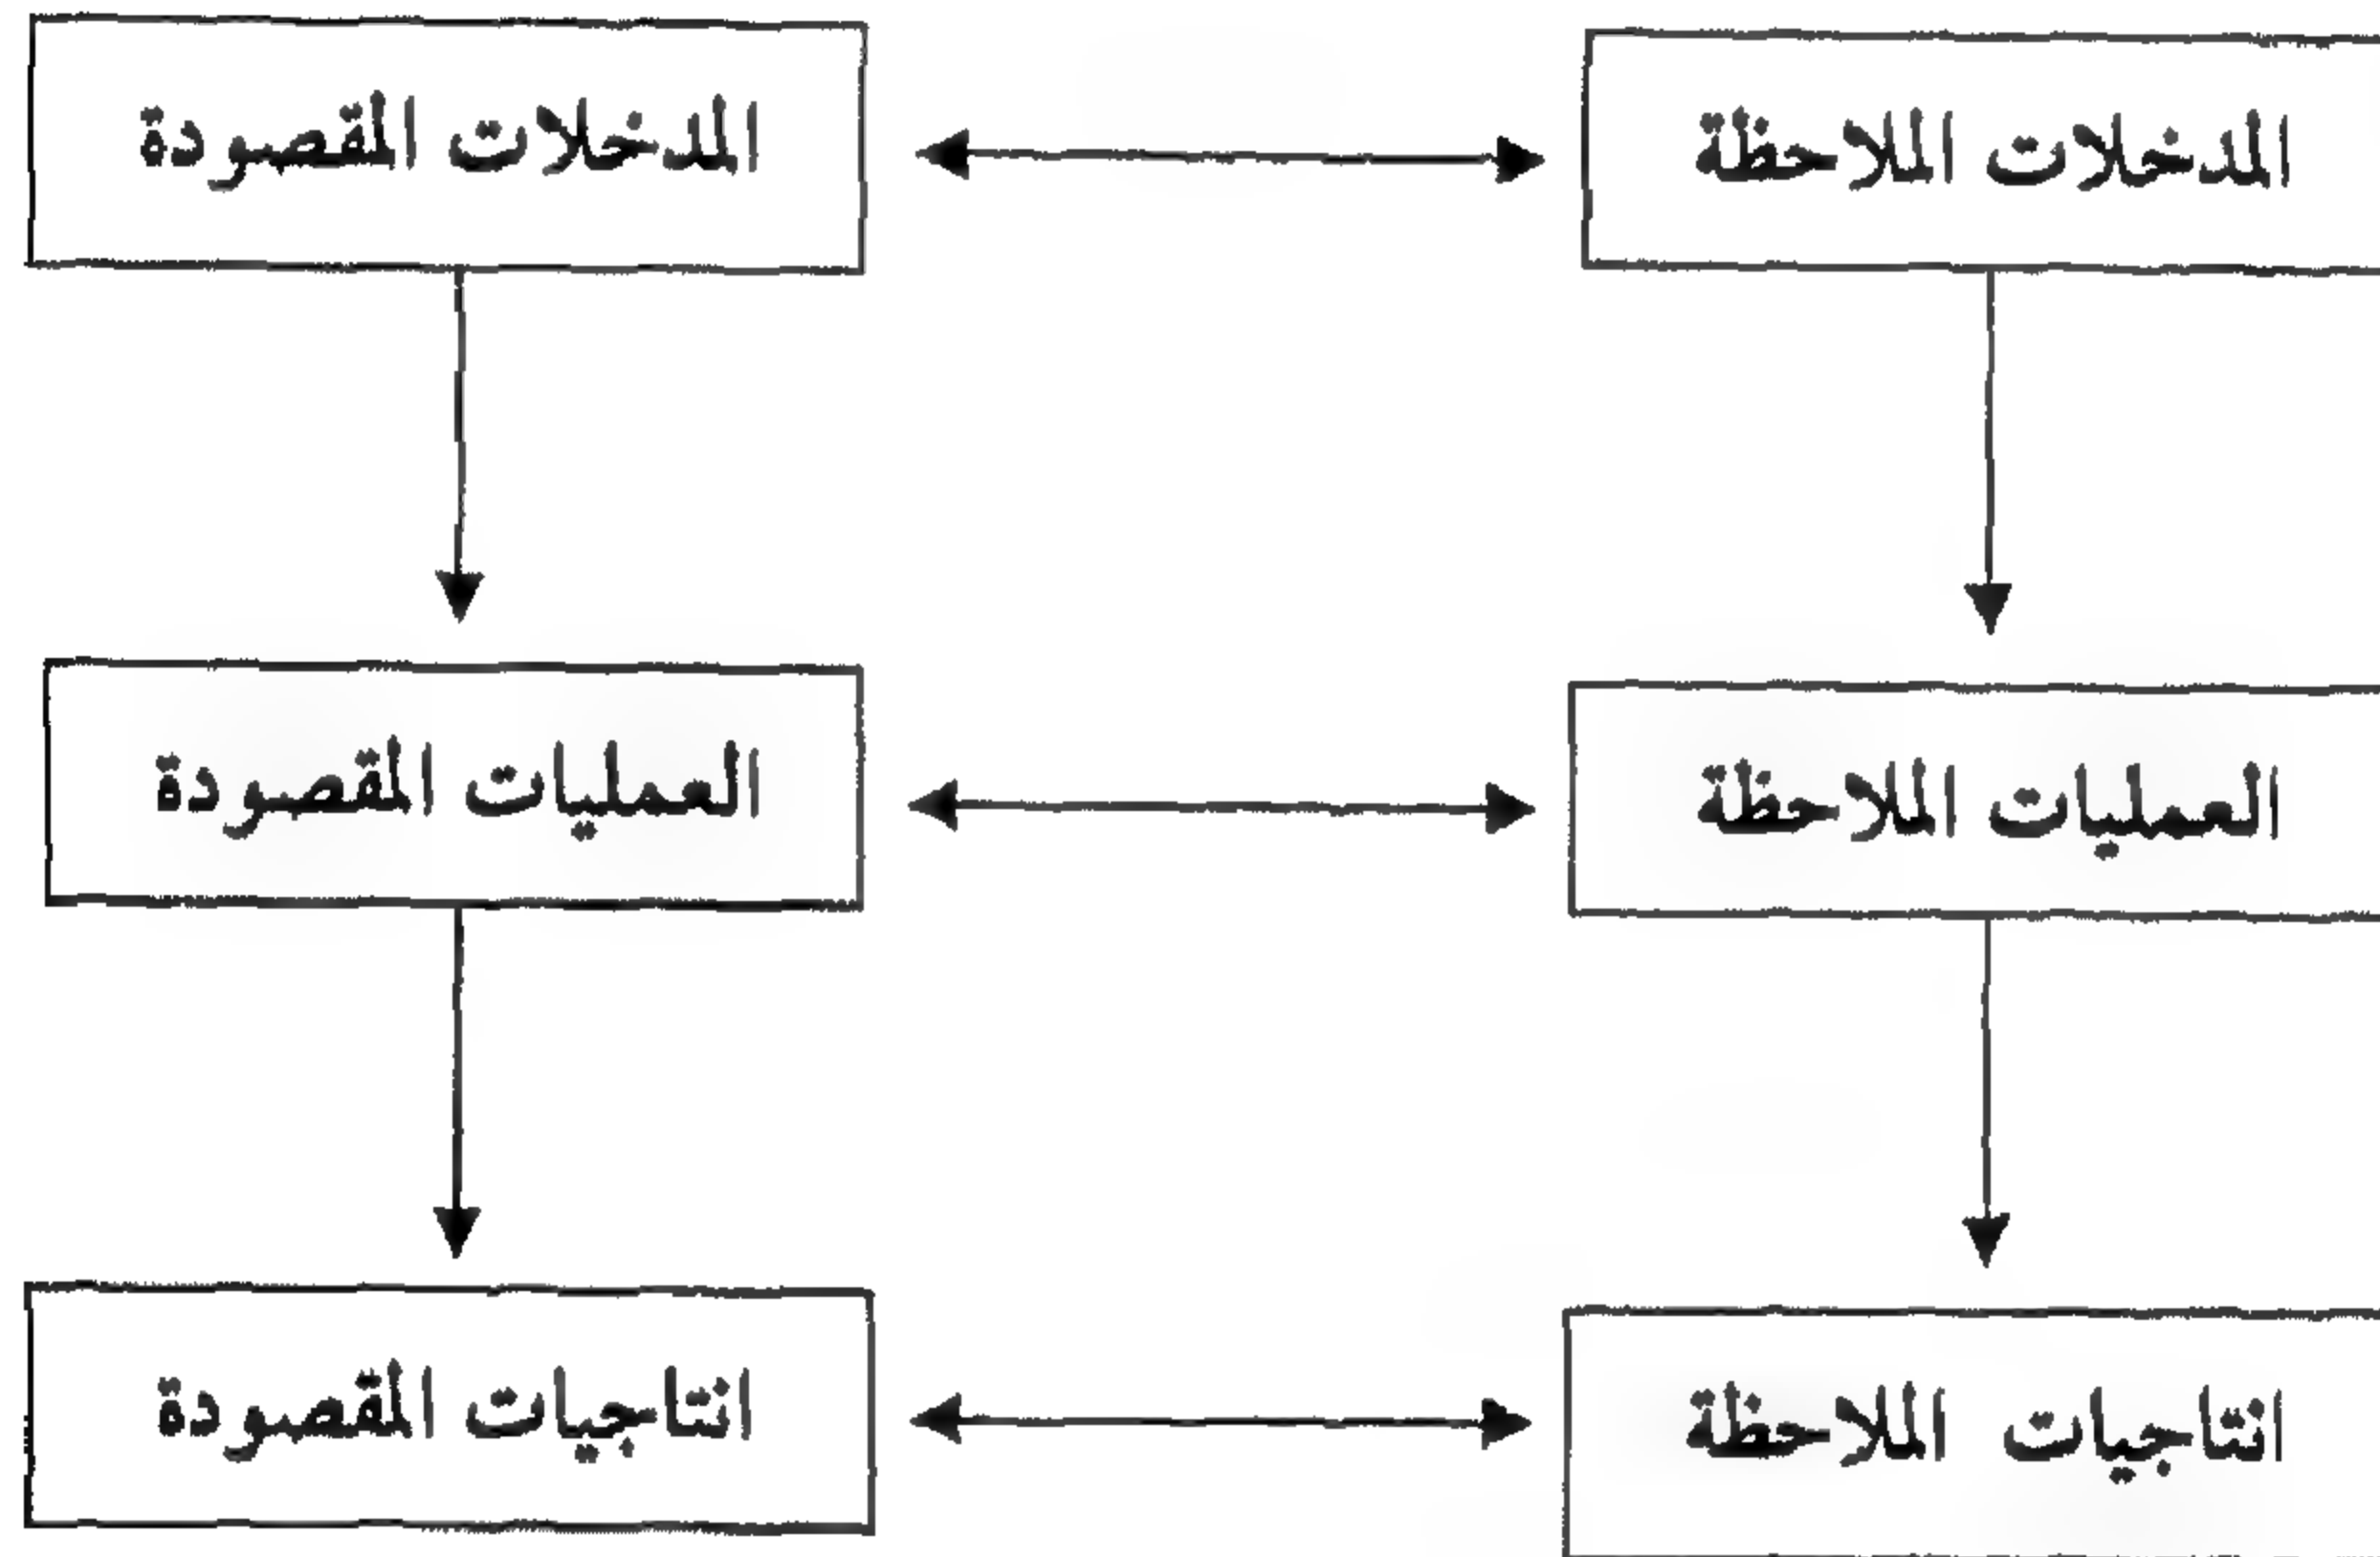 المدخلات الملاحظة
المدخلات المقصودة
العمليات الملاحظة
العمليات المقصودة
انتاجيات الملاحظة
انتاجيات المقصودة